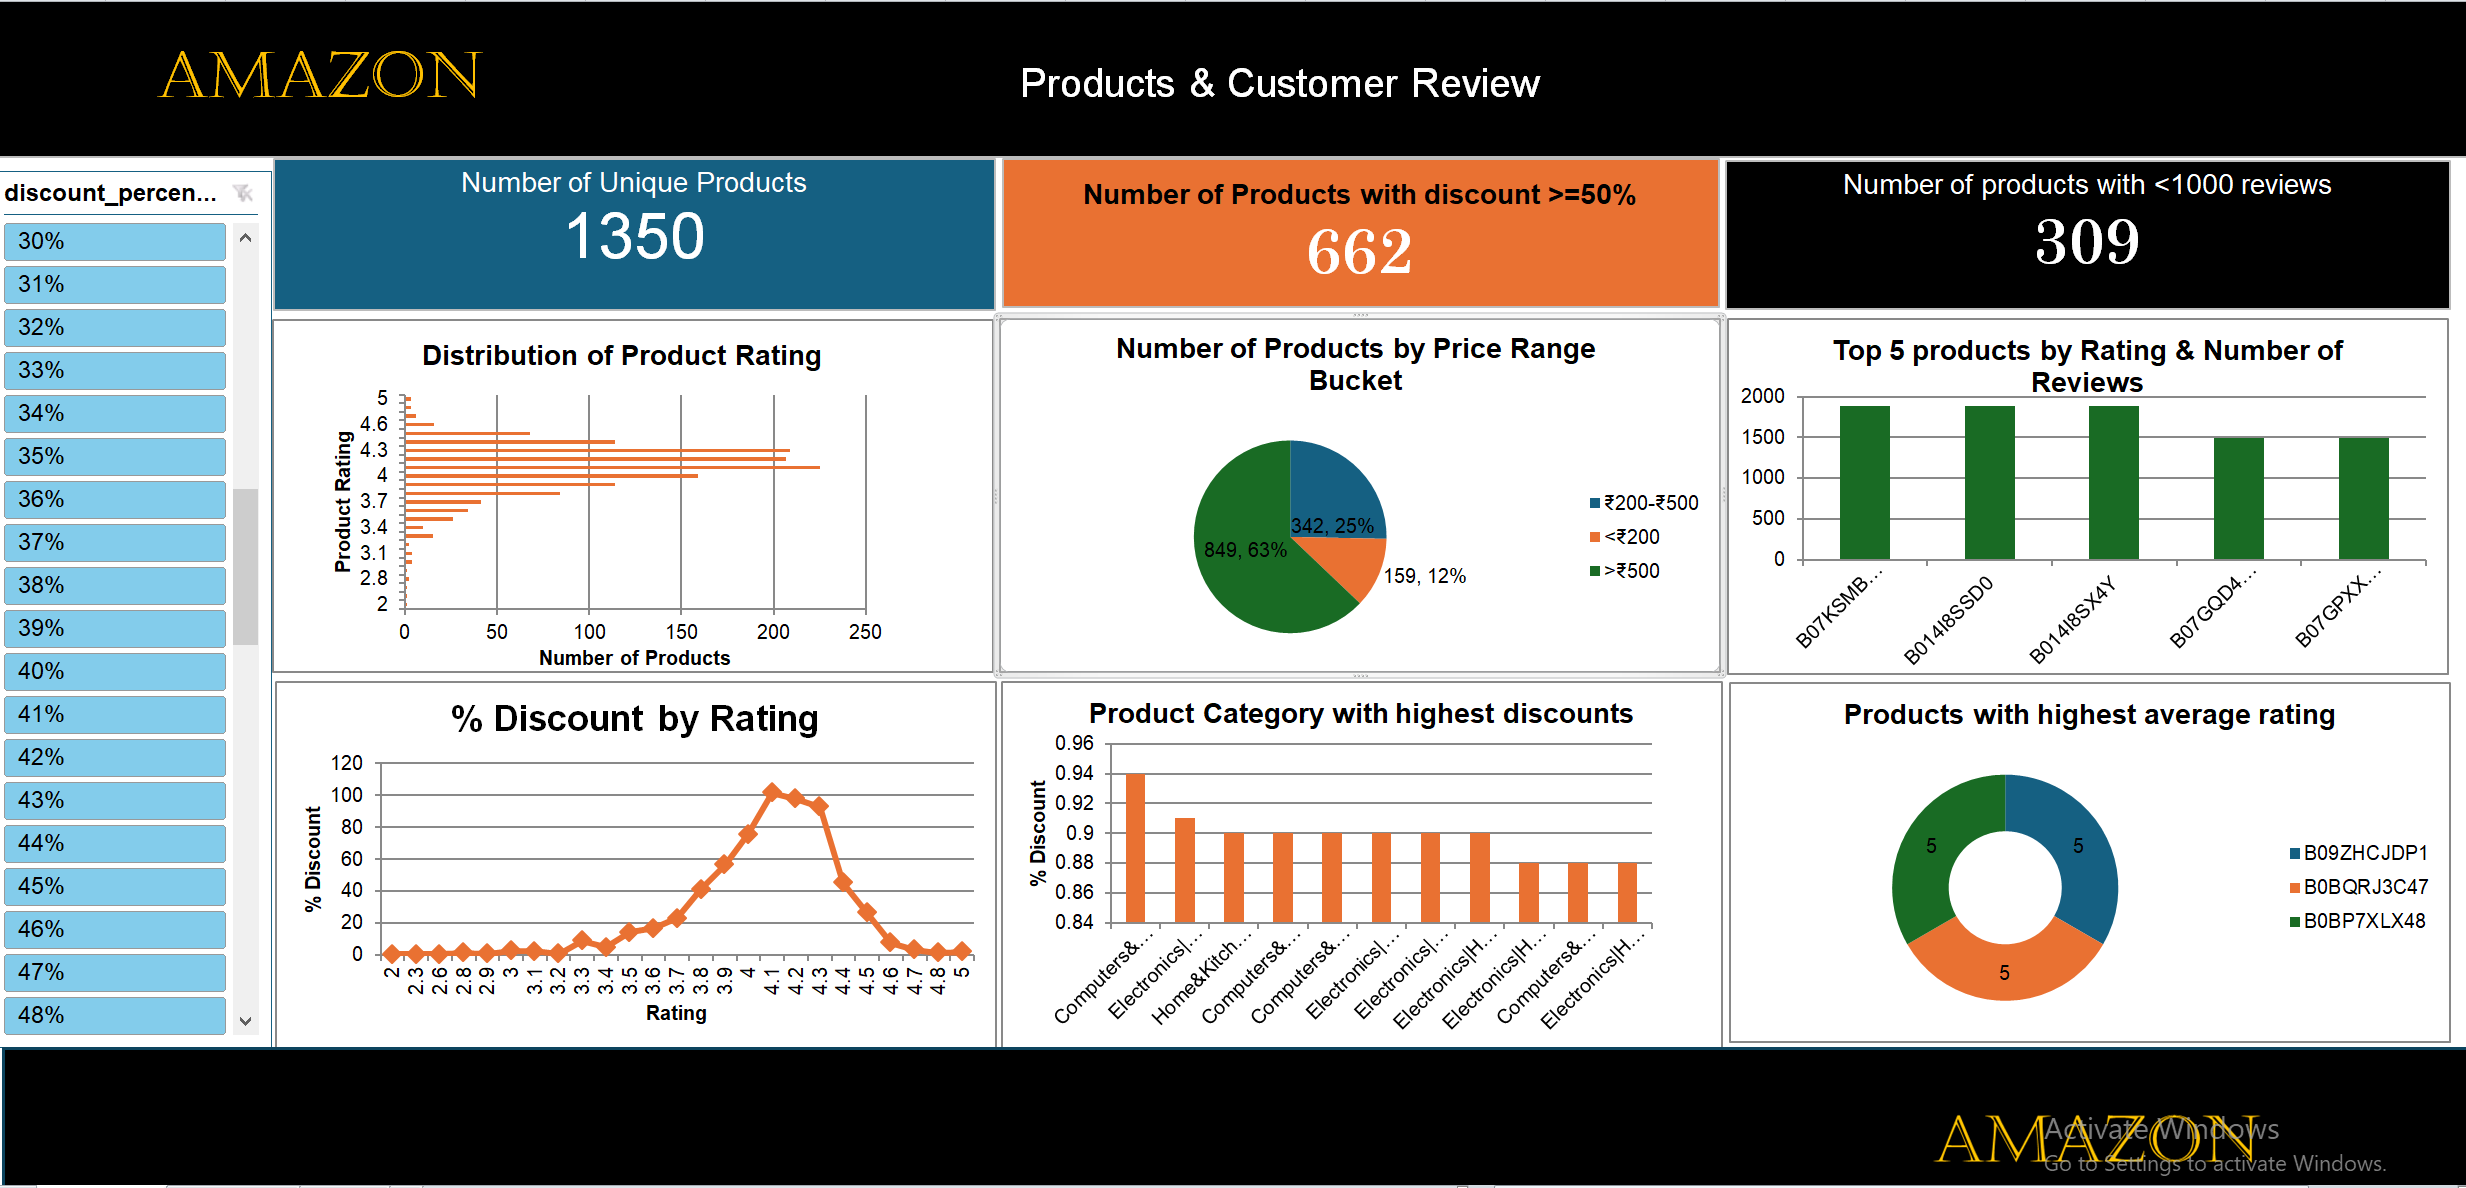 AMAZON
Products & Customer Review
discount_percen...
30%
31%
32%
33%
34%
35%
36%
37%
38%
39%
40%
41%
42%
43%
44%
45%
46%
47%
48%
Number of Unique Products
1350
Number of Products with discount >=50%
662
Number of products with <1000 reviews
309
Distribution of Product Rating
Product Rating
5
4.6
4.3
4
3.7
3.4
3.1
2.8
2
0 50 100 150 200 250
Number of Products
Number of Products by Price Range
Bucket
342, 25%
849, 63%
159, 12%
₹200-₹500
<₹200
>₹500
Top 5 products by Rating & Number of
Reviews
2000
1500
1000
500
0
B07KSMB...
B014I8SSD0
B014I8SX4Y
B07GQD4...
B07GPXX...
% Discount by Rating
% Discount
120
100
80
60
40
20
0
2 2.3 2.6 2.8 2.9 3 3.1 3.2 3.3 3.4 3.5 3.6 3.7 3.8 3.9 4 4.1 4.2 4.3 4.4 4.5 4.6 4.7 4.8 5
Rating
Product Category with highest discounts
% Discount
0.96
0.94
0.92
0.9
0.88
0.86
0.84
Computers&...
Electronics|...
Home&Kitch...
Computers&...
Computers&...
Electronics|...
Electronics|...
Electronics|H...
Electronics|H...
Computers&...
Electronics|H...
Products with highest average rating
5
5
5
B09ZHCJDP1
B0BQRJ3C47
B0BP7XLX48
AMAZON
Activate Windows
Go to Settings to activate Windows.